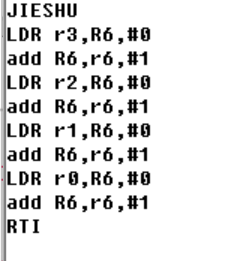 JIESHU
LDR r3,R6,#0
add R6,r6,#1
LDR r2,R6,#0
add R6,r6,#1
LDR r1,R6,#0
add R6,r6,#1
LDR r0,R6,#0
add R6,r6,#1
RTI